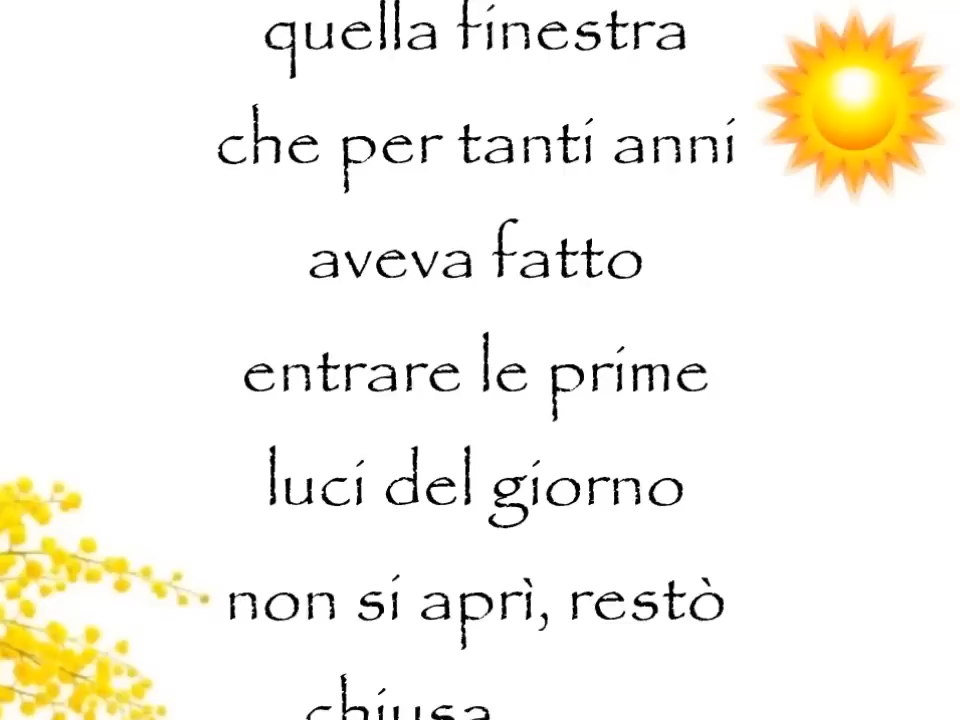 quella finestra
che per tanti anni
aveva fatto
entrare le prime
luci del giorno
non si aprì, restò
chiusa